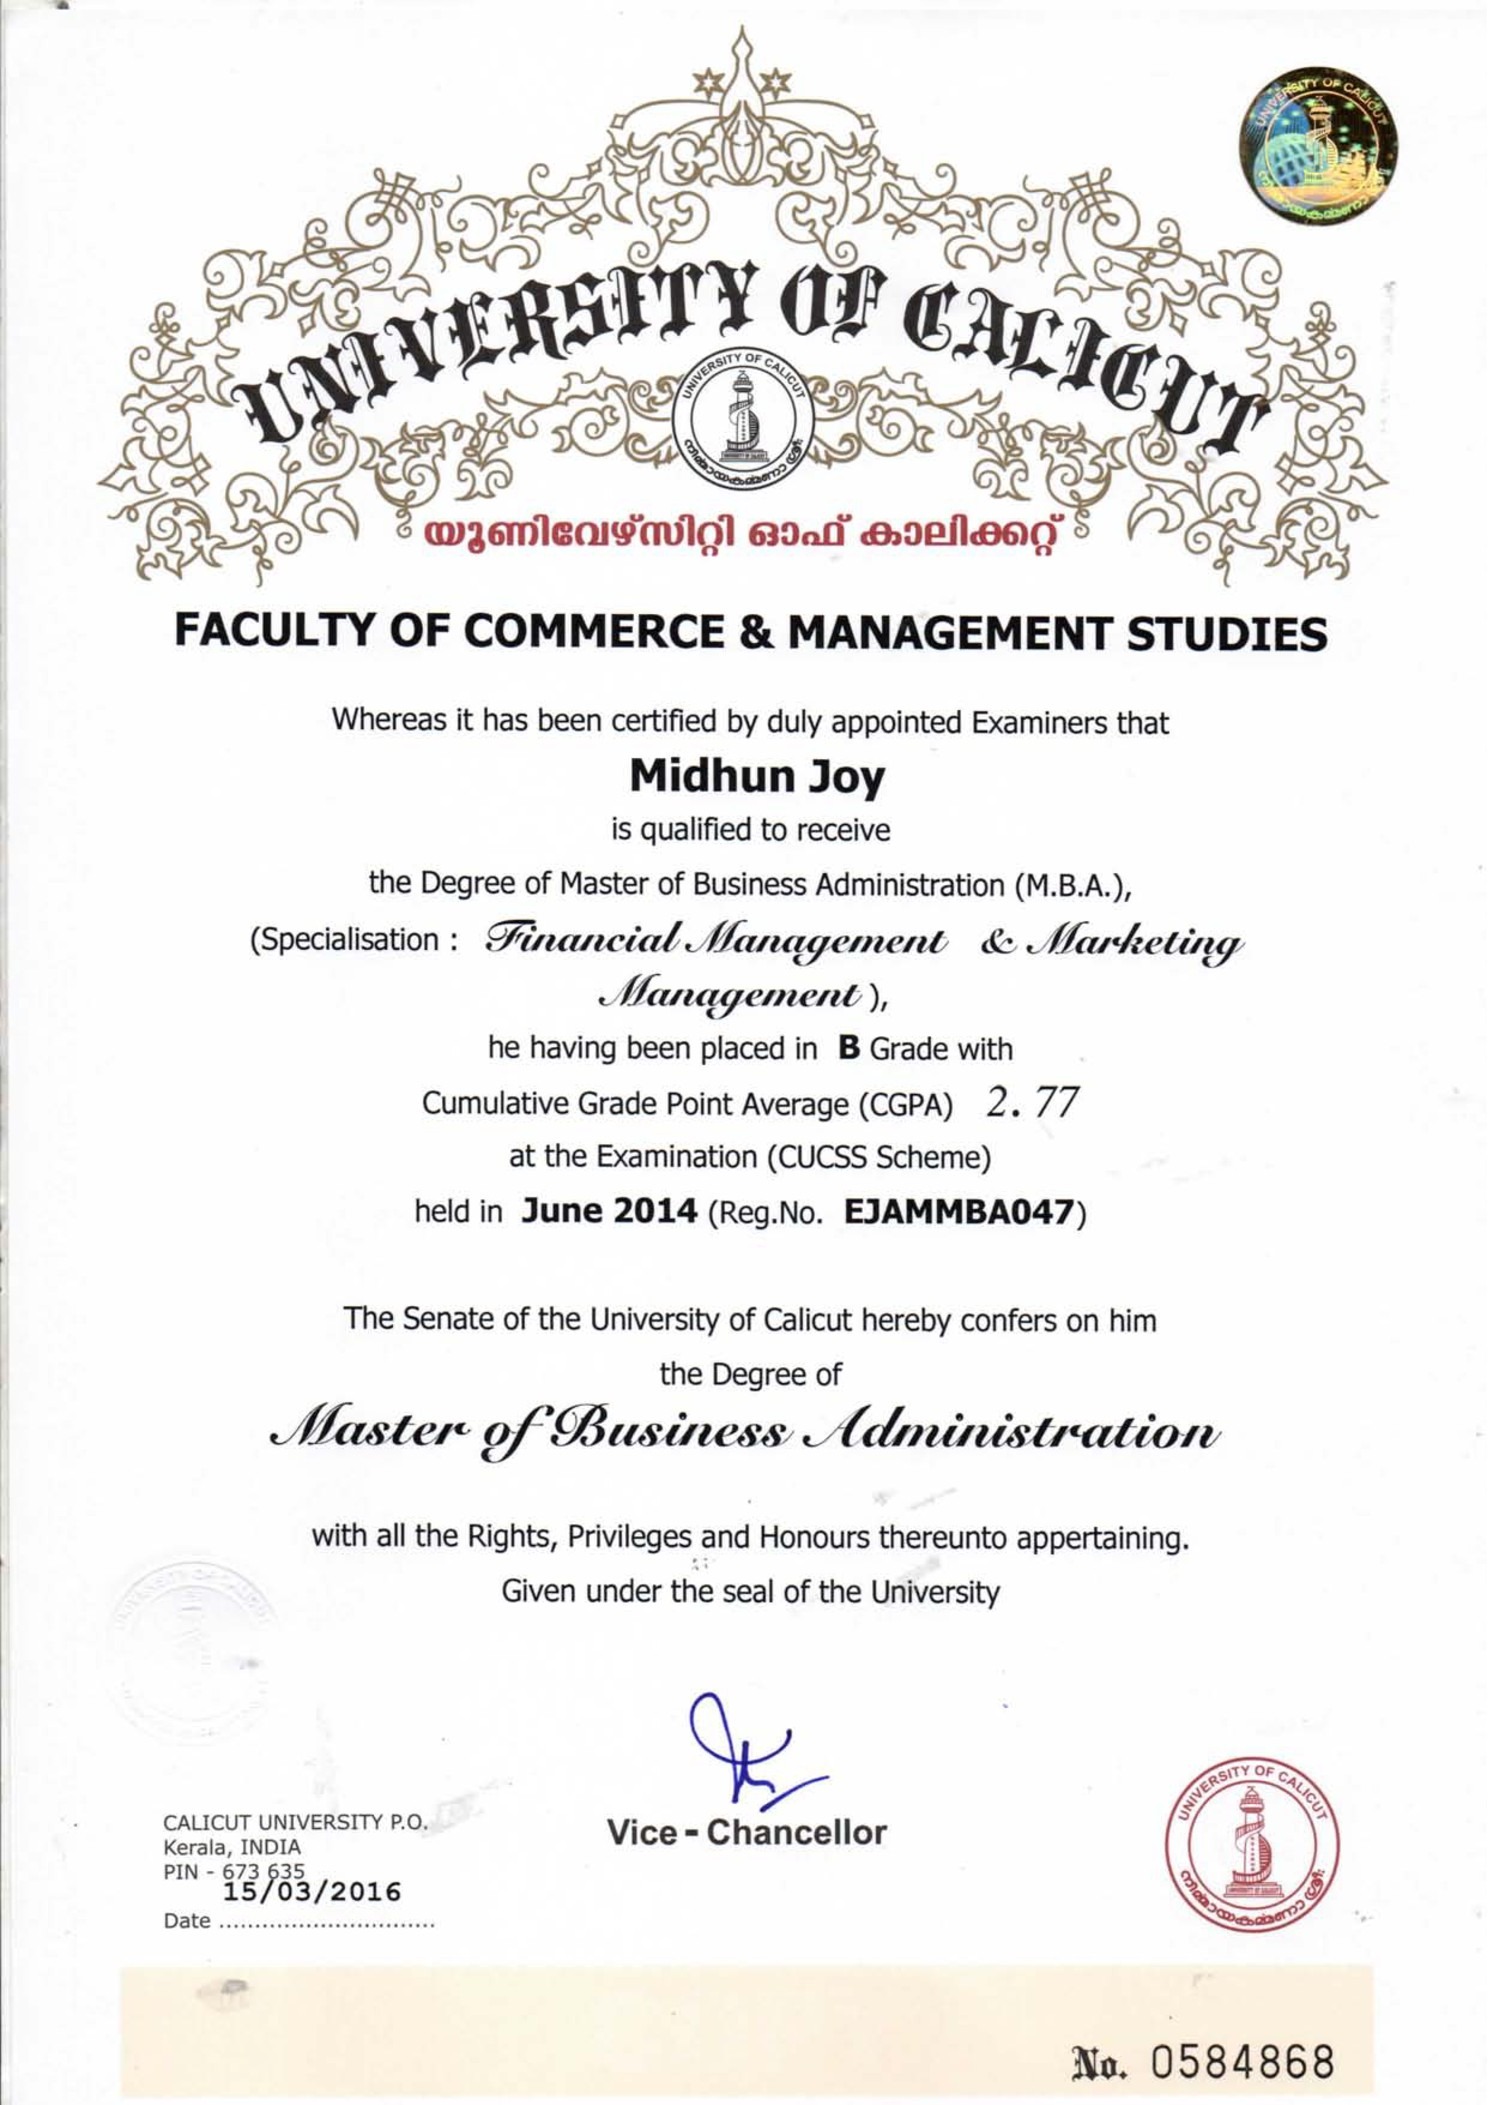 UNIVERSITY OF CALICUT
UNIVERSITY OF CALICUT
നിർമ്മായകർമ്മണാ ശ്രീഃ
UNIVERSITY OF CALICUT
യൂണിവേഴ്സിറ്റി ഓഫ് കാലിക്കറ്റ്
FACULTY OF COMMERCE & MANAGEMENT STUDIES
Whereas it has been certified by duly appointed Examiners that
Midhun Joy
is qualified to receive
the Degree of Master of Business Administration (M.B.A.),
(Specialisation : Financial Management & Marketing
Management ),
he having been placed in B Grade with
Cumulative Grade Point Average (CGPA) 2.77
at the Examination (CUCSS Scheme)
held in June 2014 (Reg.No. EJAMMBA047)
The Senate of the University of Calicut hereby confers on him
the Degree of
Master of Business Administration
with all the Rights, Privileges and Honours thereunto appertaining.
Given under the seal of the University
CALICUT UNIVERSITY P.O.
Kerala, INDIA
PIN - 673 635
15/03/2016
Date ..............................
Vice - Chancellor
UNIVERSITY OF CALICUT
നിർമ്മായകർമ്മണാ ശ്രീഃ
No. 0584868